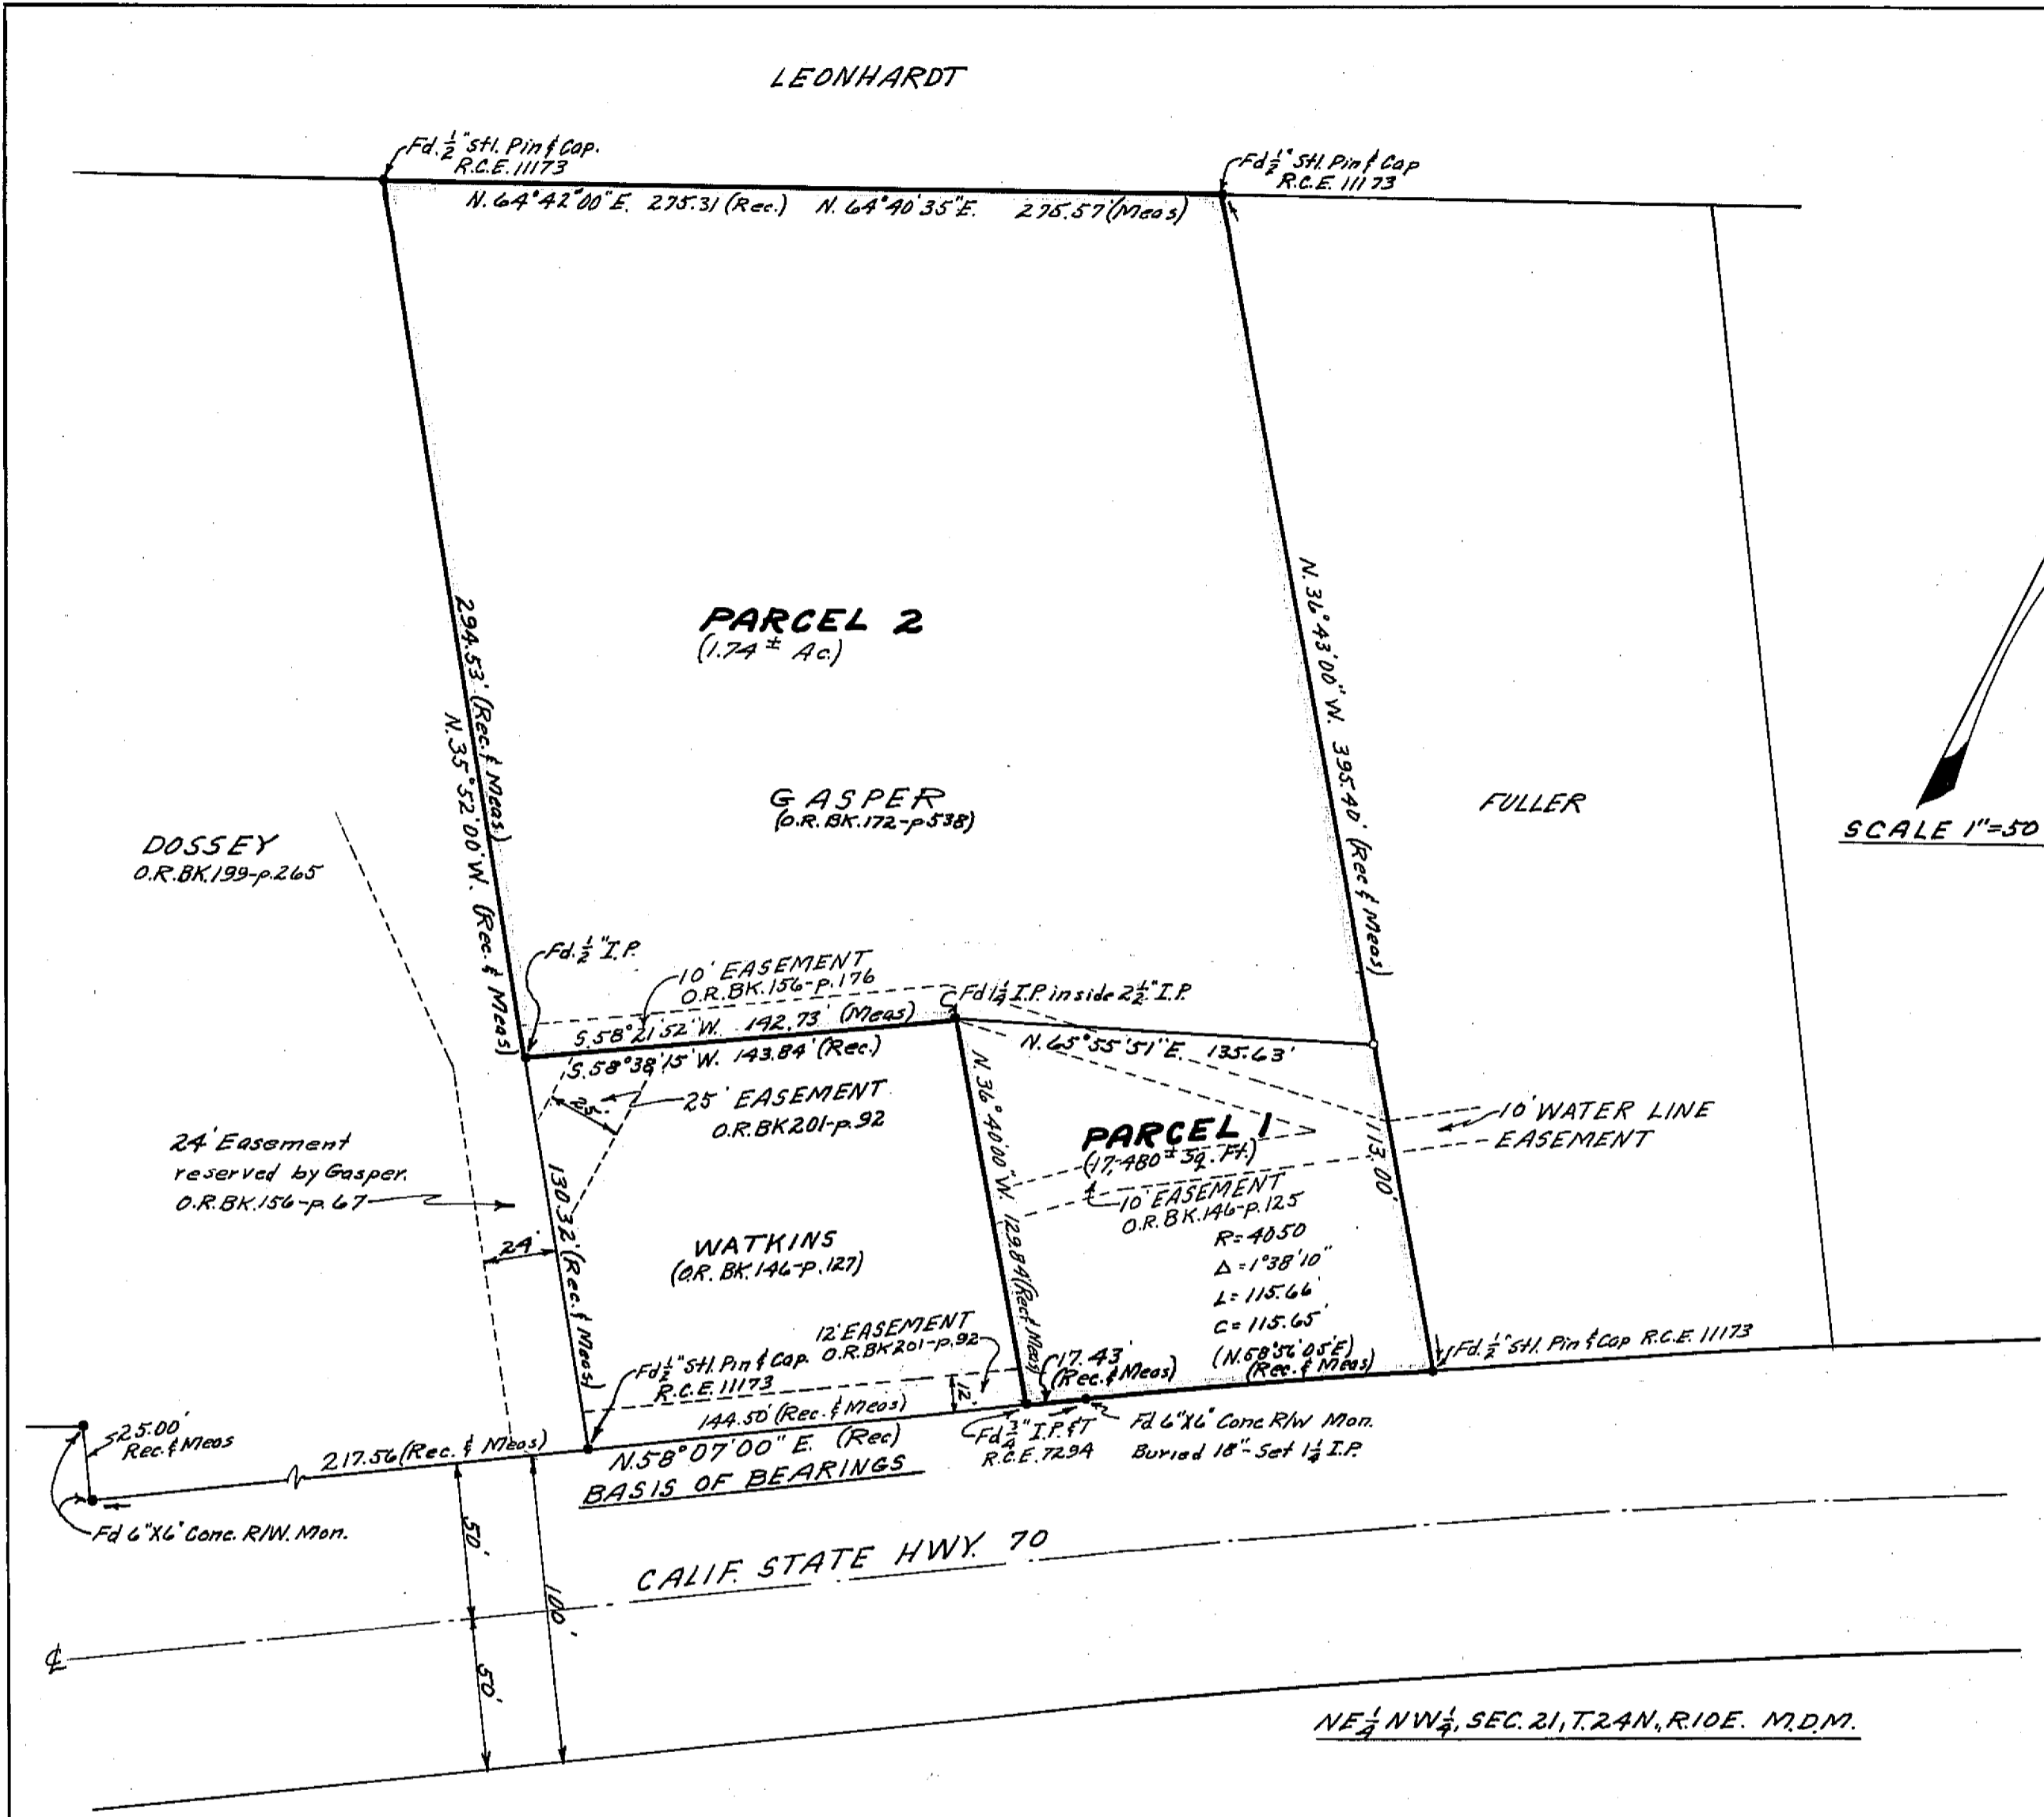 LEONHARDT
Fd. 1/2" Stl. Pin & Cap.
R.C.E. 11173
Fd 1/2" Stl. Pin & Cap
R.C.E. 11173
N. 64°42'00"E. 275.31 (Rec.) N. 64°40'35"E. 275.57' (Meas)
294.53' (Rec. & Meas.)
N. 35°52'00"W. (Rec. & Meas)
N. 36°43'00" W. 395.40' (Rec & Meas)
PARCEL 2
(1.74 ± Ac.)
GASPER
(O.R. BK. 172-p 538)
FULLER
SCALE 1"=50
DOSSEY
O.R. BK. 199-p. 265
Fd. 1/2" I.P.
10' EASEMENT
O.R. BK. 156-p. 176
Fd 1 1/4 I.P. inside 2 1/2" I.P.
S. 58°21'52" W. 142.73' (Meas)
S. 58°38'15" W. 143.84' (Rec.)
N. 65°55'51" E. 135.63'
25'
25' EASEMENT
O.R. BK 201-p. 92
24' Easement
reserved by Gasper.
O.R. BK. 156-p. 67
24'
130.32' (Rec. & Meas)
N. 36°40'00" W. 129.84 (Rec & Meas)
PARCEL 1
(17,480 ± Sq. Ft.)
10' WATER LINE
EASEMENT
113.00'
10' EASEMENT
O.R. BK. 146-p. 125
R=4050
Δ=1°38'10"
L=115.66'
C=115.65'
(N. 58°56'05"E)
(Rec. & Meas)
WATKINS
(O.R. BK. 146-p. 127)
12' EASEMENT
O.R. BK 201-p. 92
12'
17.43'
(Rec. & Meas)
Fd. 1/2" Stl. Pin & Cap R.C.E. 11173
Fd 1/2" Stl. Pin & Cap.
R.C.E. 11173
144.50' (Rec. & Meas)
N. 58°07'00" E. (Rec)
BASIS OF BEARINGS
Fd 3/4" I.P. & T
R.C.E. 7294
Fd 6"X6" Conc R/W Mon.
Buried 18"- Set 1 1/4 I.P.
25.00'
Rec. & Meas
217.56 (Rec. & Meas)
Fd 6"X6" Conc. R/W. Mon.
50'
100'
50'
CALIF. STATE HWY. 70
℄
NE 1/4 NW 1/4, SEC. 21, T. 24N., R. 10E. M.D.M.